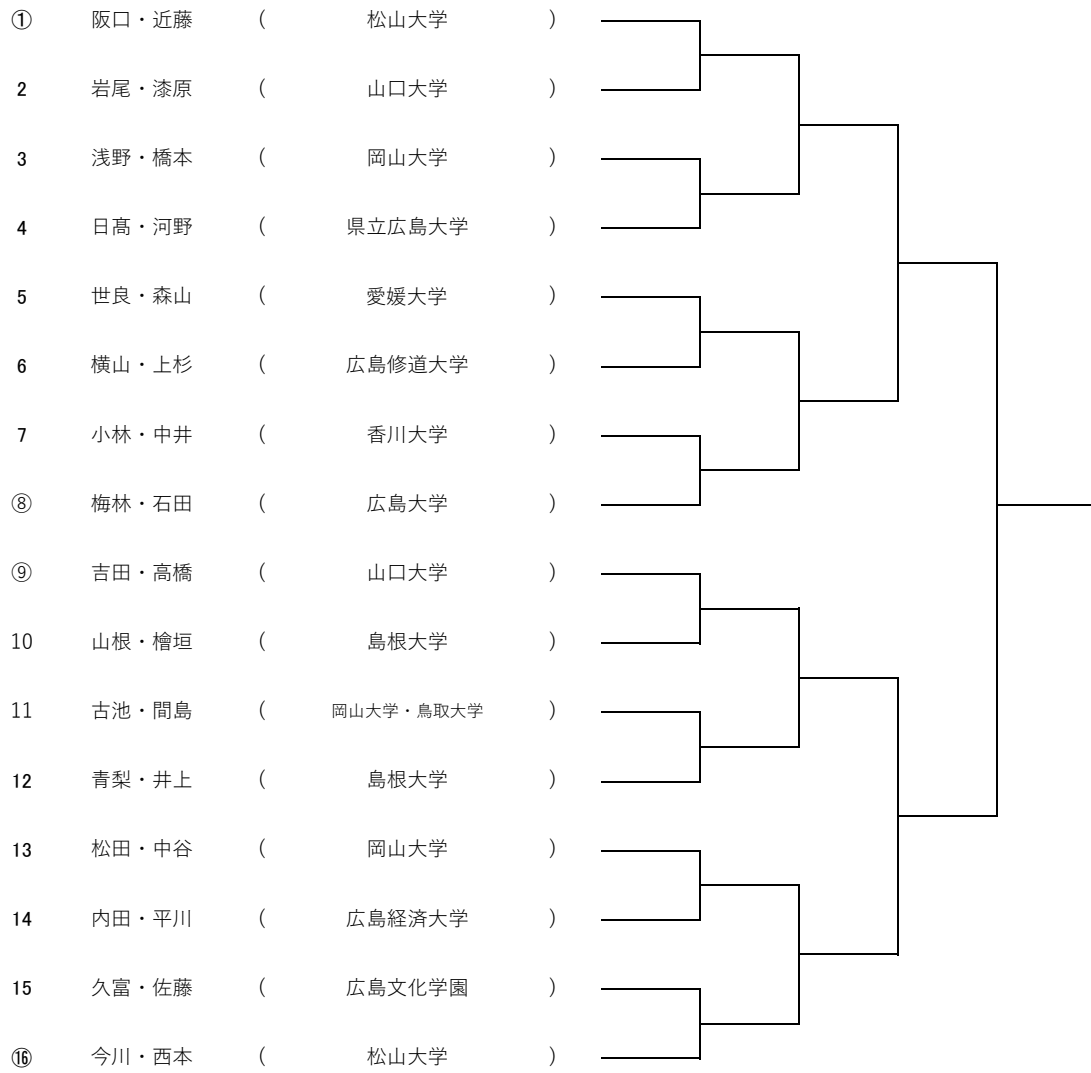 ① 阪口・近藤 ( 松山大学 )
2 岩尾・漆原 ( 山口大学 )
3 浅野・橋本 ( 岡山大学 )
4 日髙・河野 ( 県立広島大学 )
5 世良・森山 ( 愛媛大学 )
6 横山・上杉 ( 広島修道大学 )
7 小林・中井 ( 香川大学 )
⑧ 梅林・石田 ( 広島大学 )
⑨ 吉田・高橋 ( 山口大学 )
10 山根・檜垣 ( 島根大学 )
11 古池・間島 ( 岡山大学・鳥取大学 )
12 青梨・井上 ( 島根大学 )
13 松田・中谷 ( 岡山大学 )
14 内田・平川 ( 広島経済大学 )
15 久富・佐藤 ( 広島文化学園 )
⑯ 今川・西本 ( 松山大学 )